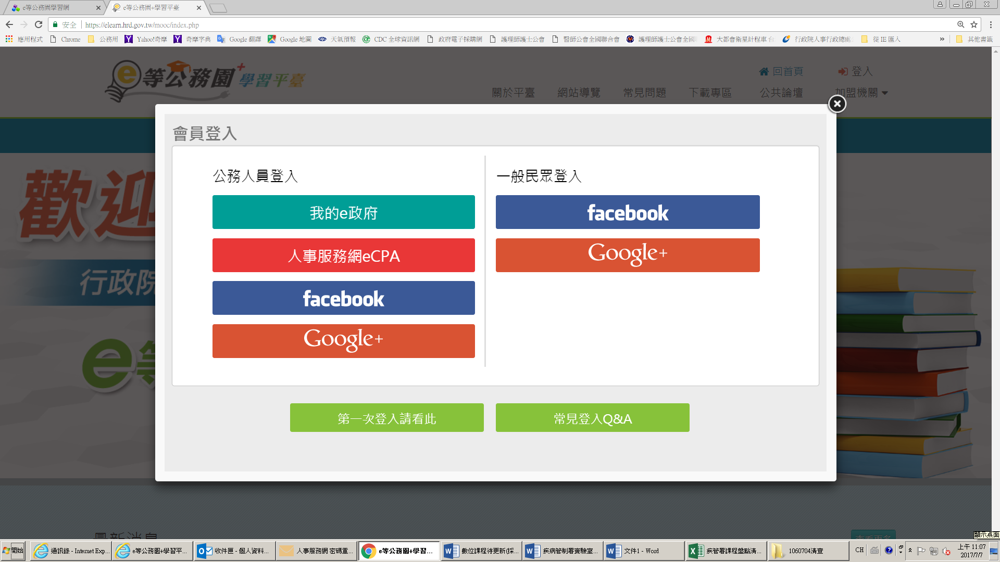 e等公務園學習網
e等公務園+學習平臺
安全
https://elearn.hrd.gov.tw/mooc/index.php
應用程式
Chrome
公務用
Yahoo!奇摩
奇摩字典
Google 翻譯
Google 地圖
天氣預報
CDC 全球資訊網
政府電子採購網
護理師護士公會
醫師公會全國聯合會
護理師護士公會全國
大都會衛星計程車 台
行政院人事行政總處
從 IE 匯入
»
其他書籤
e等公務園+學習平臺
回首頁
登入
關於平臺
網站導覽
常見問題
下載專區
公共論壇
加盟機關
歡迎
行政院
e等
會員登入
公務人員登入
我的e政府
人事服務網eCPA
facebook
Google+
一般民眾登入
facebook
Google+
第一次登入請看此
常見登入Q&A
最新消息
查看更多
顯示桌面
開始
通訊錄 - Internet Exp...
e等公務園+學習平...
收件匣 - 個人資料...
人事服務網 密碼重...
e等公務園+學習...
數位課程待更新(採...
疾病管制署實驗室...
文件1 - Word
疾管署課程盤點清...
1060704清查
CH
上午 11:07
2017/7/7